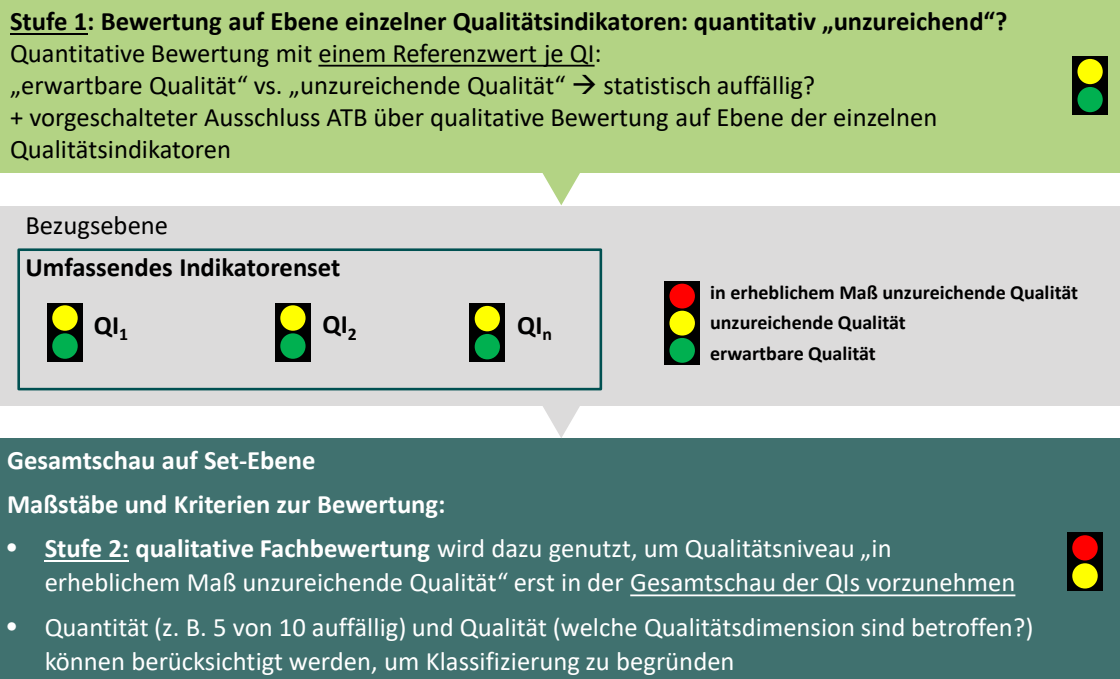 Stufe 1: Bewertung auf Ebene einzelner Qualitätsindikatoren: quantitativ „unzureichend“?
Quantitative Bewertung mit einem Referenzwert je QI:
„erwartbare Qualität“ vs. „unzureichende Qualität“ → statistisch auffällig?
+ vorgeschalteter Ausschluss ATB über qualitative Bewertung auf Ebene der einzelnen
Qualitätsindikatoren
Bezugsebene
Umfassendes Indikatorenset
QI₁
QI₂
QIₙ
in erheblichem Maß unzureichende Qualität
unzureichende Qualität
erwartbare Qualität
Gesamtschau auf Set-Ebene
Maßstäbe und Kriterien zur Bewertung:
• Stufe 2: qualitative Fachbewertung wird dazu genutzt, um Qualitätsniveau „in
erheblichem Maß unzureichende Qualität“ erst in der Gesamtschau der QIs vorzunehmen
• Quantität (z. B. 5 von 10 auffällig) und Qualität (welche Qualitätsdimension sind betroffen?)
können berücksichtigt werden, um Klassifizierung zu begründen